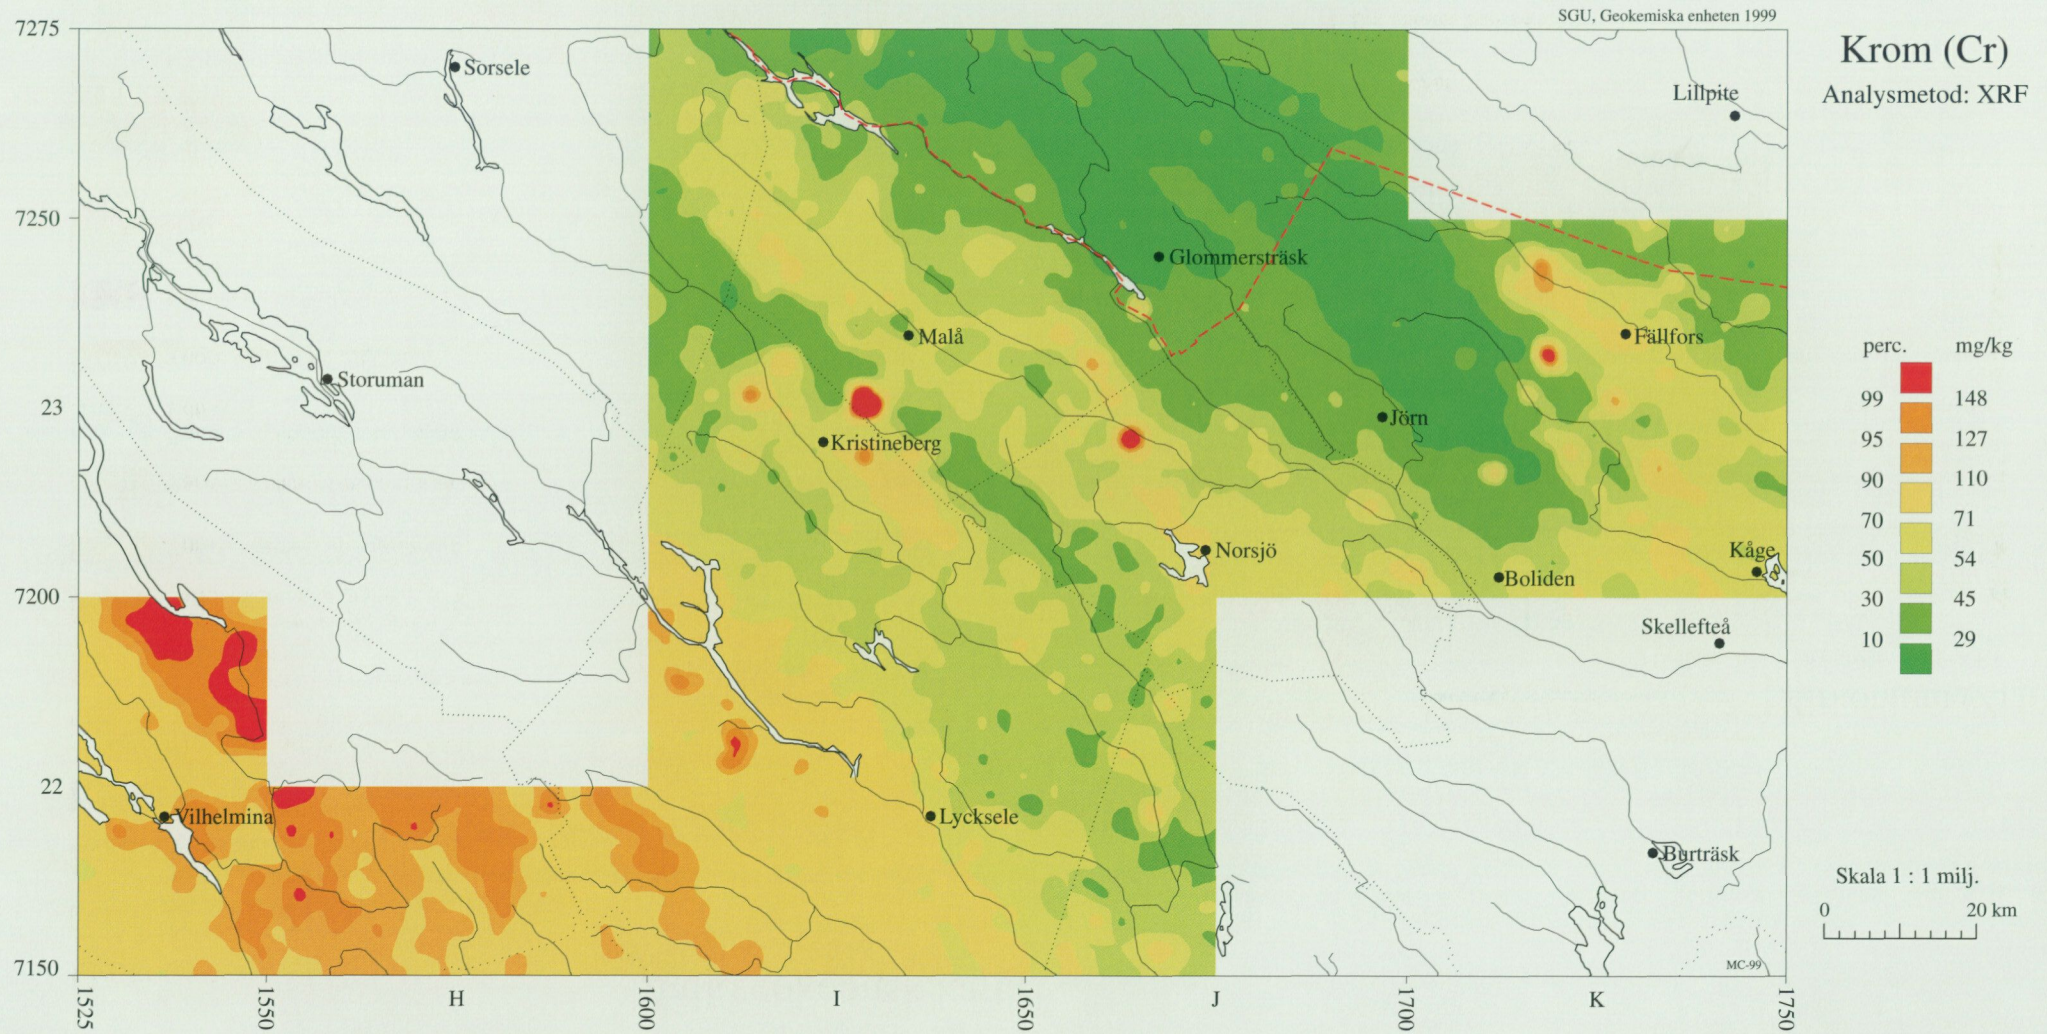 SGU, Geokemiska enheten 1999
Krom (Cr)
Analysmetod: XRF
7275
7250
23
7200
22
7150
Sorsele
Lillpite
Glommersträsk
Malå
Fällfors
Storuman
Jörn
Kristineberg
Norsjö
Kåge
Boliden
Skellefteå
Vilhelmina
Lycksele
Burträsk
MC-99
perc. mg/kg
99 148
95 127
90 110
70 71
50 54
30 45
10 29
Skala 1 : 1 milj.
0 20 km
1525 1550 H 1600 I 1650 J 1700 K 1750